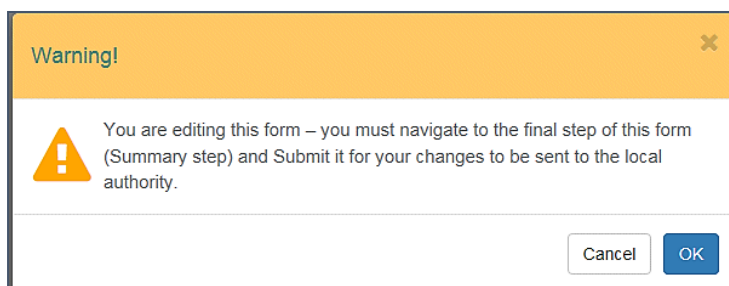 Warning!
You are editing this form – you must navigate to the final step of this form
(Summary step) and Submit it for your changes to be sent to the local
authority.
Cancel
OK